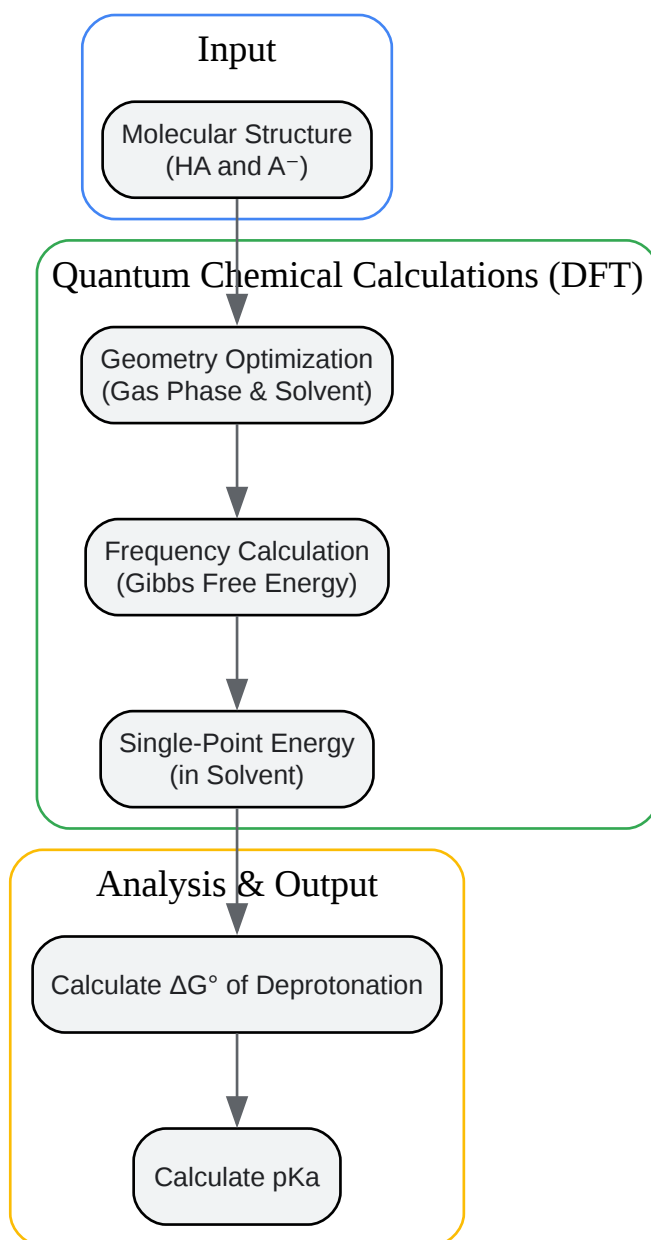 Input
Molecular Structure
(HA and A⁻)
Quantum Chemical Calculations (DFT)
Geometry Optimization
(Gas Phase & Solvent)
Frequency Calculation
(Gibbs Free Energy)
Single-Point Energy
(in Solvent)
Analysis & Output
Calculate ΔG° of Deprotonation
Calculate pKa